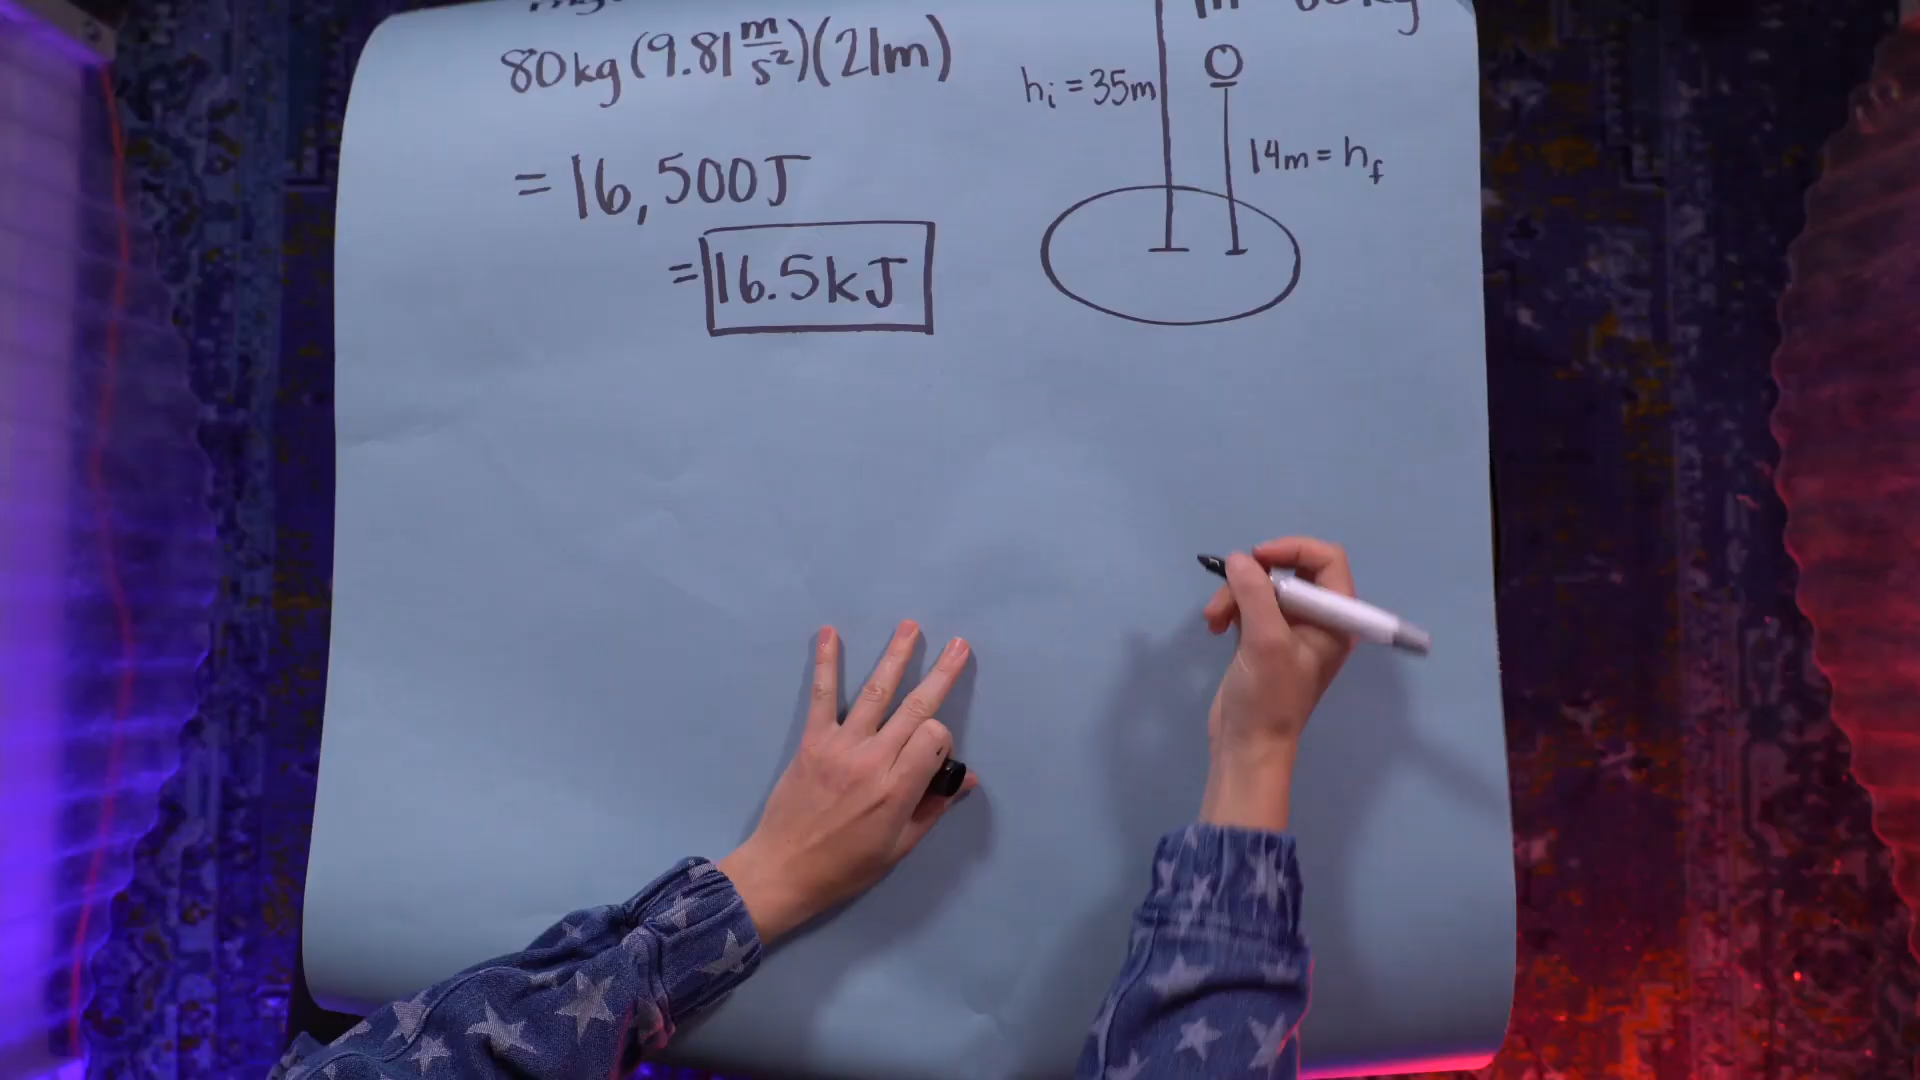 80kg(9.81 m/s²)(21m)
= 16,500J
= 16.5kJ
hᵢ = 35m
14m = h_f